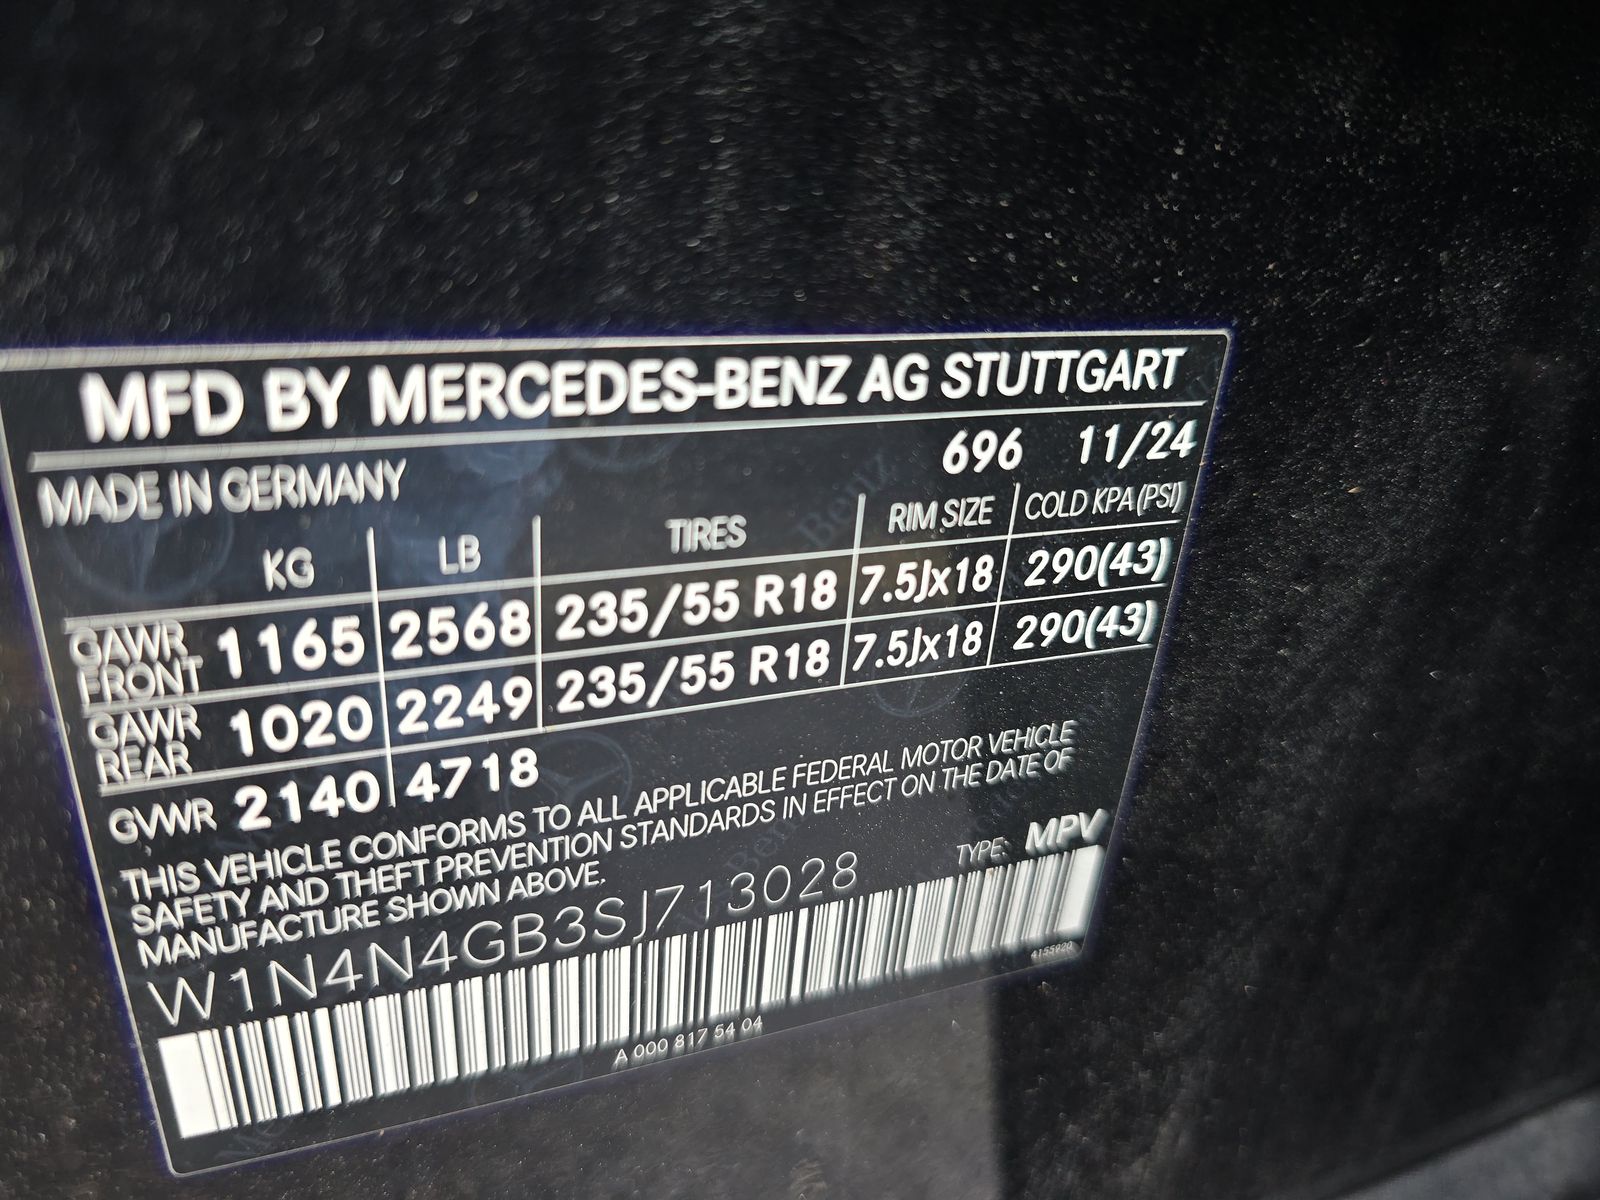 MFD BY MERCEDES-BENZ AG STUTTGART
696 11/24
MADE IN GERMANY
KG LB TIRES RIM SIZE COLD KPA(PSI)
GAWR FRONT 1165 2568 235/55 R18 7.5Jx18 290(43)
GAWR REAR 1020 2249 235/55 R18 7.5Jx18 290(43)
GVWR 2140 4718
THIS VEHICLE CONFORMS TO ALL APPLICABLE FEDERAL MOTOR VEHICLE
SAFETY AND THEFT PREVENTION STANDARDS IN EFFECT ON THE DATE OF
MANUFACTURE SHOWN ABOVE.
TYPE: MPV
W1N4N4GB3SJ713028
4155920
A 000 817 54 04